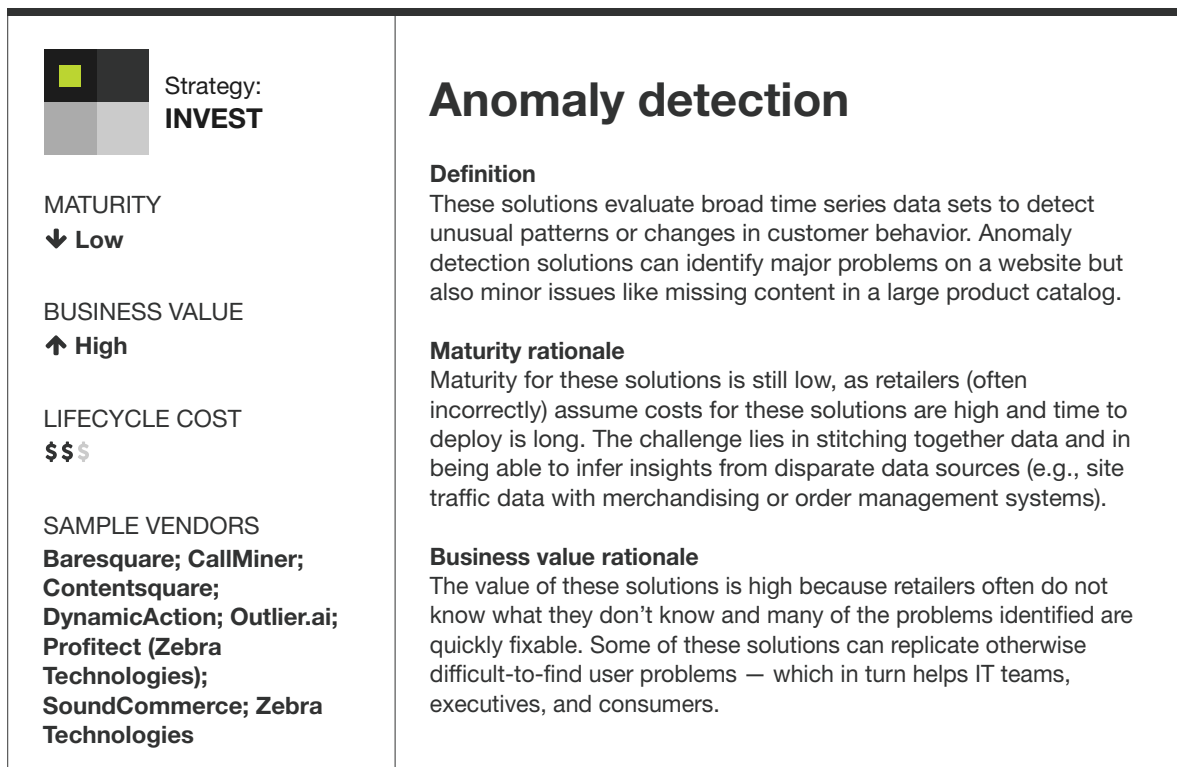 Strategy:
INVEST
MATURITY
↓ Low
BUSINESS VALUE
↑ High
LIFECYCLE COST
$$$
SAMPLE VENDORS
Baresquare; CallMiner;
Contentsquare;
DynamicAction; Outlier.ai;
Profitect (Zebra
Technologies);
SoundCommerce; Zebra
Technologies
Anomaly detection
Definition
These solutions evaluate broad time series data sets to detect
unusual patterns or changes in customer behavior. Anomaly
detection solutions can identify major problems on a website but
also minor issues like missing content in a large product catalog.
Maturity rationale
Maturity for these solutions is still low, as retailers (often
incorrectly) assume costs for these solutions are high and time to
deploy is long. The challenge lies in stitching together data and in
being able to infer insights from disparate data sources (e.g., site
traffic data with merchandising or order management systems).
Business value rationale
The value of these solutions is high because retailers often do not
know what they don’t know and many of the problems identified are
quickly fixable. Some of these solutions can replicate otherwise
difficult-to-find user problems — which in turn helps IT teams,
executives, and consumers.